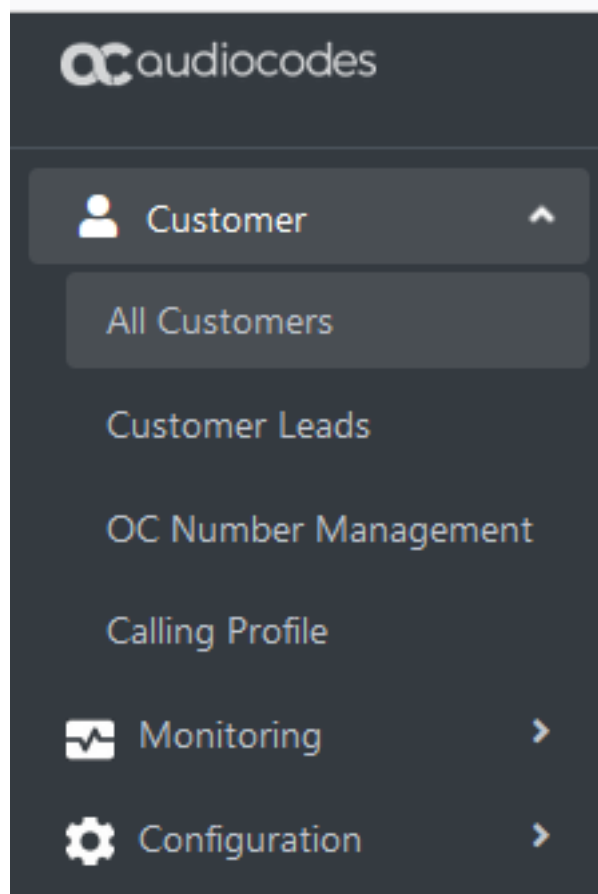 audiocodes
Customer
All Customers
Customer Leads
OC Number Management
Calling Profile
Monitoring
Configuration